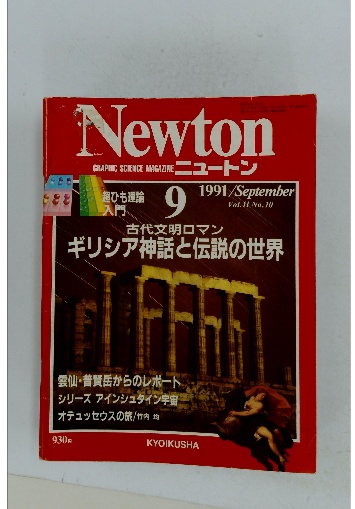 Newton
GRAPHIC SCIENCE MAGAZINE ニュートン
超ひも理論
入門
9
1991/September
Vol.11 No.10
古代文明ロマン
ギリシア神話と伝説の世界
雲仙・普賢岳からのレポート
シリーズ アインシュタイン宇宙
オデュッセウスの旅/竹内 均
930円
KYOIKUSHA